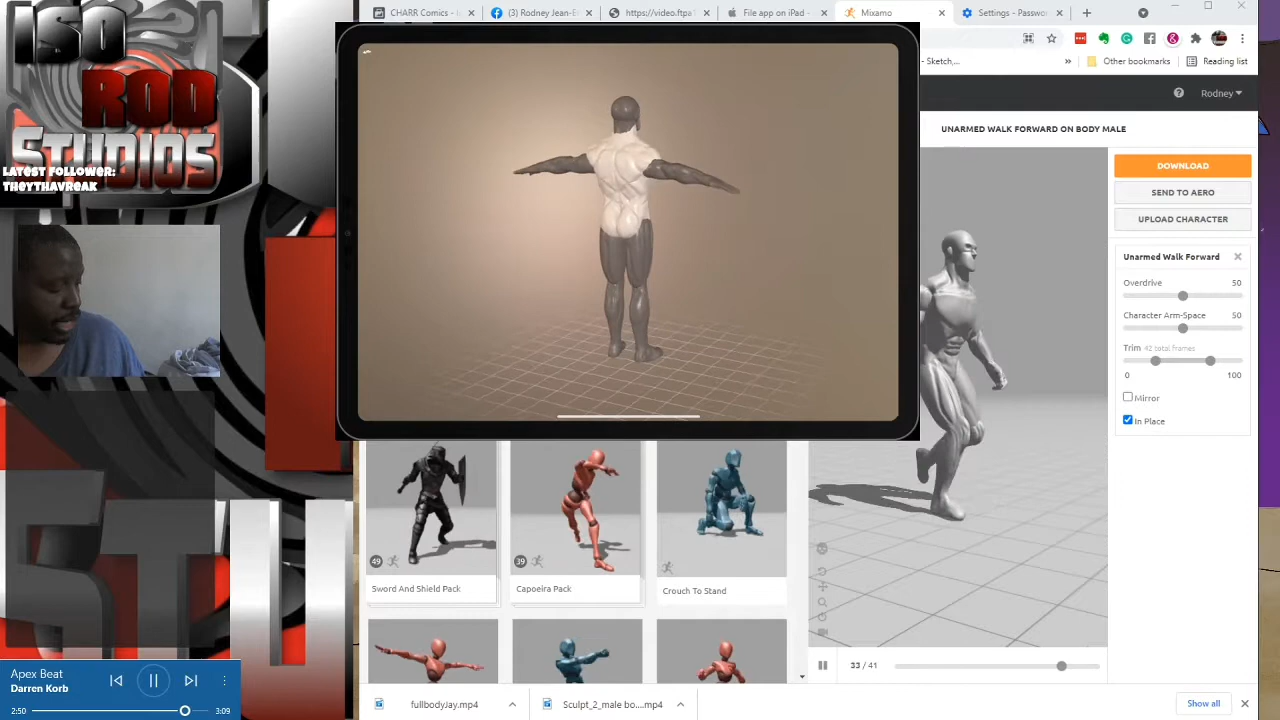 ISO
ROD
STUDIOS
LATEST FOLLOWER:
THEYTHAVREAK
CHARR Comics - I
(3) Rodney Jean-E
https://video.ftpa
File app on iPad -
Mixamo
Settings - Passwo
Sketch,...
»
Other bookmarks
Reading list
Rodney
UNARMED WALK FORWARD ON BODY MALE
DOWNLOAD
SEND TO AERO
UPLOAD CHARACTER
Unarmed Walk Forward
Overdrive 50
Character Arm-Space 50
Trim 42 total frames
0 100
Mirror
In Place
49
39
Sword And Shield Pack
Capoeira Pack
Crouch To Stand
33 / 41
Apex Beat
Darren Korb
2:50
3:09
STU
fullbodyJay.mp4
Sculpt_2_male bo....mp4
Show all